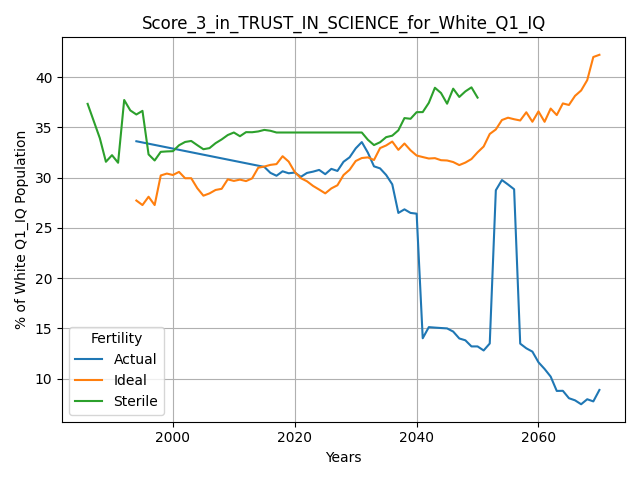 Score_3_in_TRUST_IN_SCIENCE_for_White_Q1_IQ
% of White Q1_IQ Population
40
35
30
25
20
15
10
Fertility
Actual
Ideal
Sterile
2000 2020 2040 2060
Years